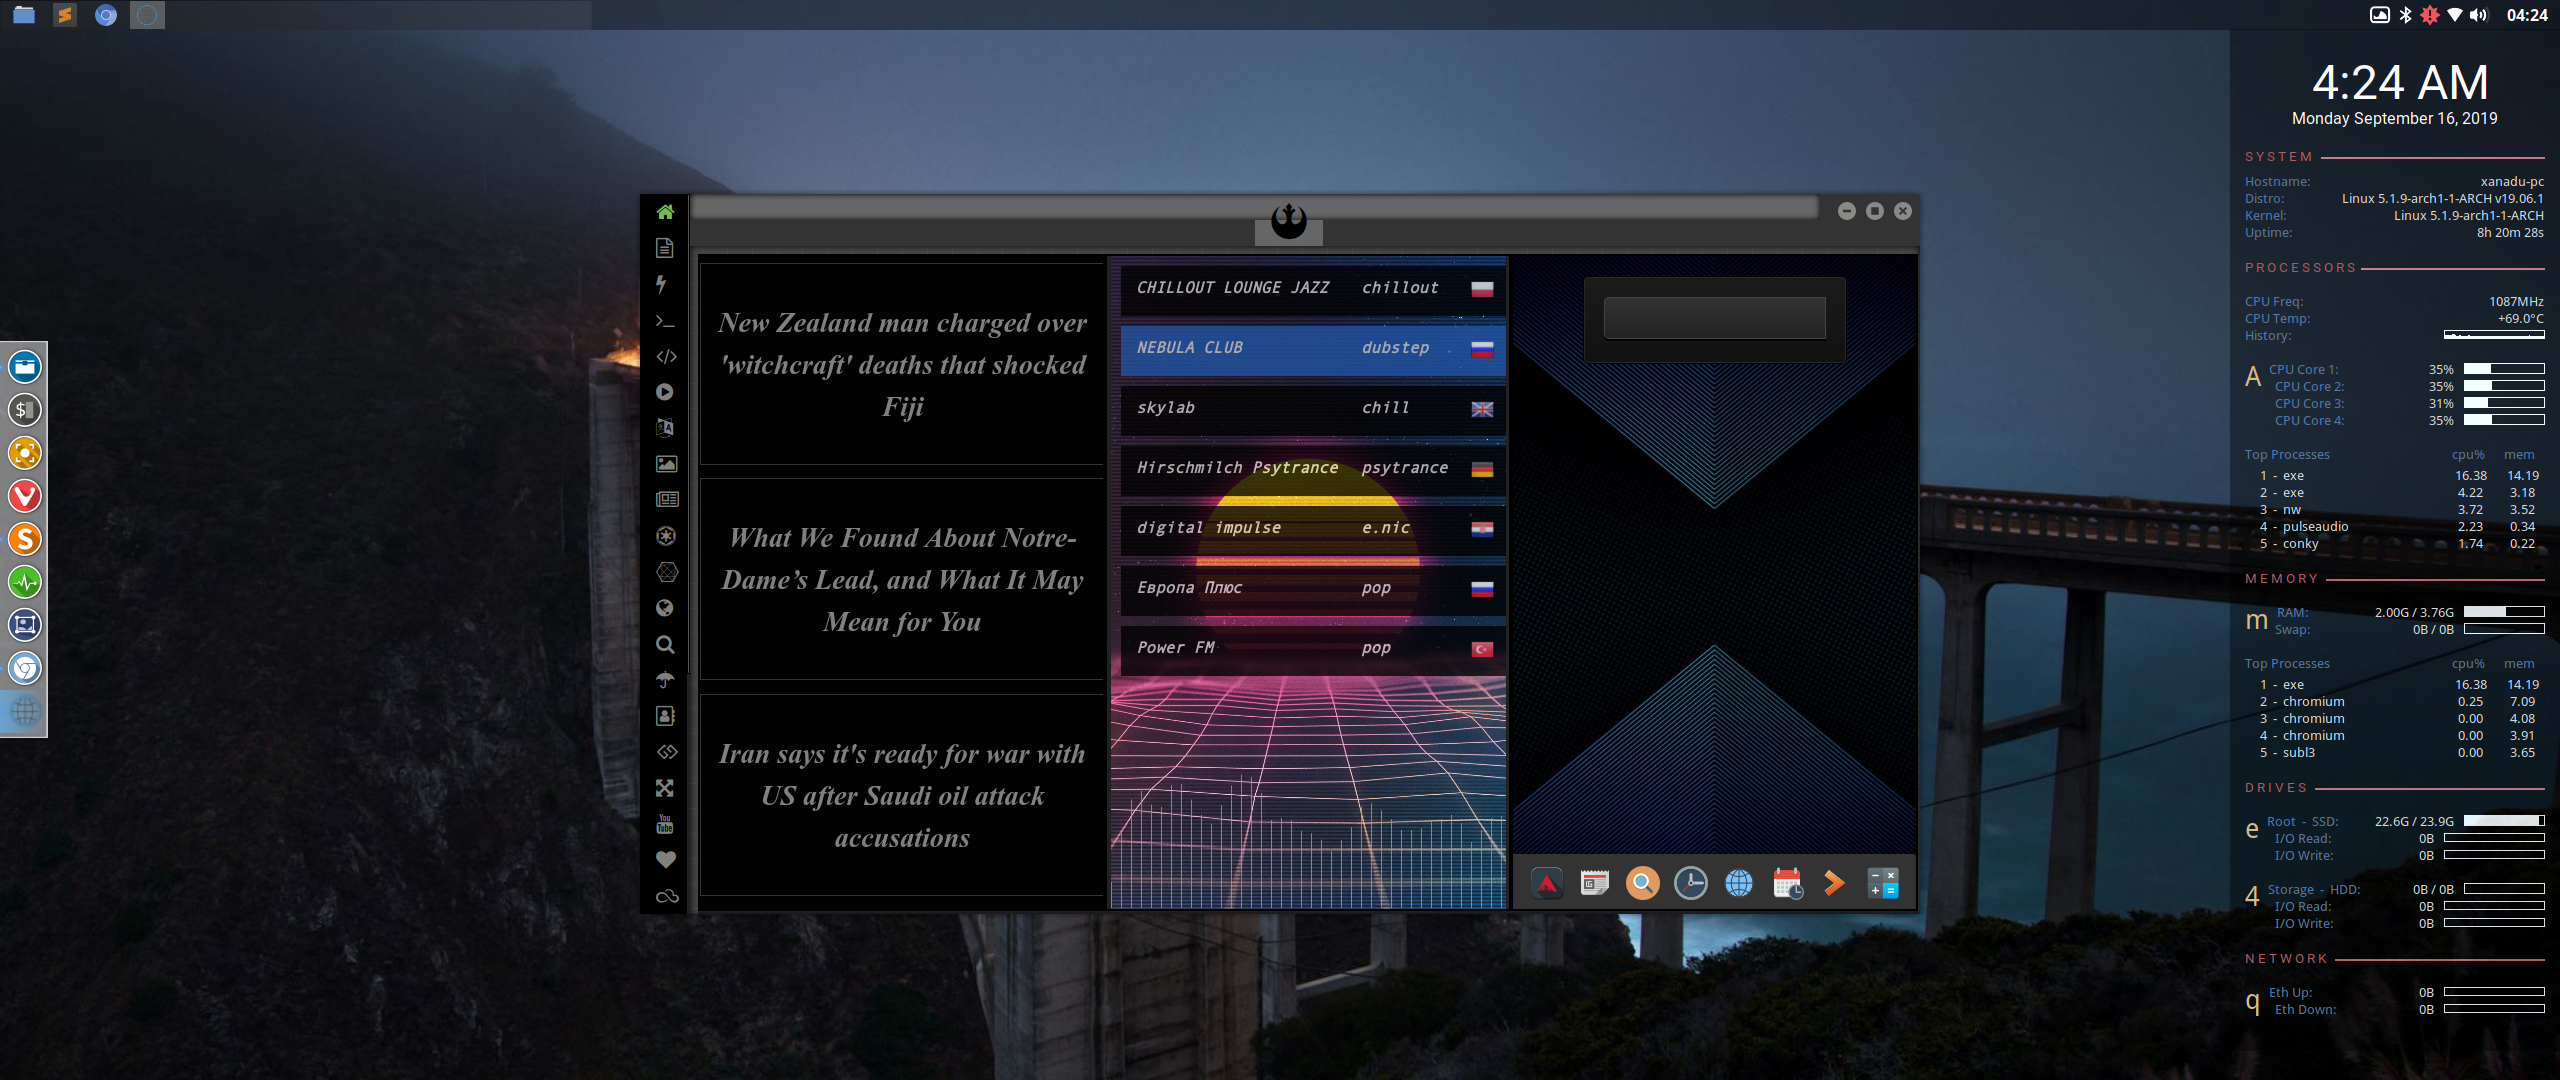 04:24
4:24 AM
Monday September 16, 2019
SYSTEM
Hostname: xanadu-pc
Distro: Linux 5.1.9-arch1-1-ARCH v19.06.1
Kernel: Linux 5.1.9-arch1-1-ARCH
Uptime: 8h 20m 28s
PROCESSORS
CPU Freq: 1087MHz
CPU Temp: +69.0°C
History:
A CPU Core 1: 35%
CPU Core 2: 35%
CPU Core 3: 31%
CPU Core 4: 35%
Top Processes cpu% mem
1 - exe 16.38 14.19
2 - exe 4.22 3.18
3 - nw 3.72 3.52
4 - pulseaudio 2.23 0.34
5 - conky 1.74 0.22
MEMORY
m RAM: 2.00G / 3.76G
Swap: 0B / 0B
Top Processes cpu% mem
1 - exe 16.38 14.19
2 - chromium 0.25 7.09
3 - chromium 0.00 4.08
4 - chromium 0.00 3.91
5 - subl3 0.00 3.65
DRIVES
e Root - SSD: 22.6G / 23.9G
I/O Read: 0B
I/O Write: 0B
4 Storage - HDD: 0B / 0B
I/O Read: 0B
I/O Write: 0B
NETWORK
q Eth Up: 0B
Eth Down: 0B
New Zealand man charged over
'witchcraft' deaths that shocked
Fiji
What We Found About Notre-
Dame’s Lead, and What It May
Mean for You
Iran says it's ready for war with
US after Saudi oil attack
accusations
CHILLOUT LOUNGE JAZZ chillout
NEBULA CLUB dubstep
skylab chill
Hirschmilch Psytrance psytrance
digital impulse e.nic
Европа Плюс pop
Power FM pop
You
Tube